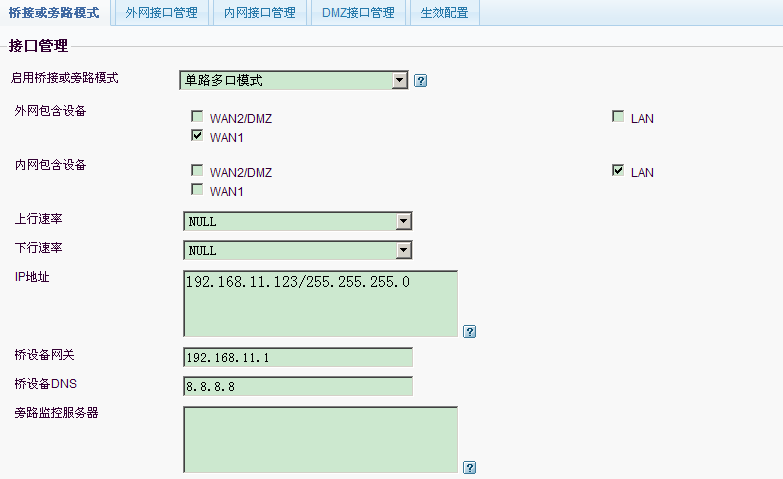 桥接或旁路模式 外网接口管理 内网接口管理 DMZ接口管理 生效配置
接口管理
启用桥接或旁路模式 单路多口模式 ?
外网包含设备
WAN2/DMZ LAN
WAN1
内网包含设备
WAN2/DMZ LAN
WAN1
上行速率 NULL
下行速率 NULL
IP地址 192.168.11.123/255.255.255.0
?
桥设备网关 192.168.11.1
桥设备DNS 8.8.8.8
旁路监控服务器
?